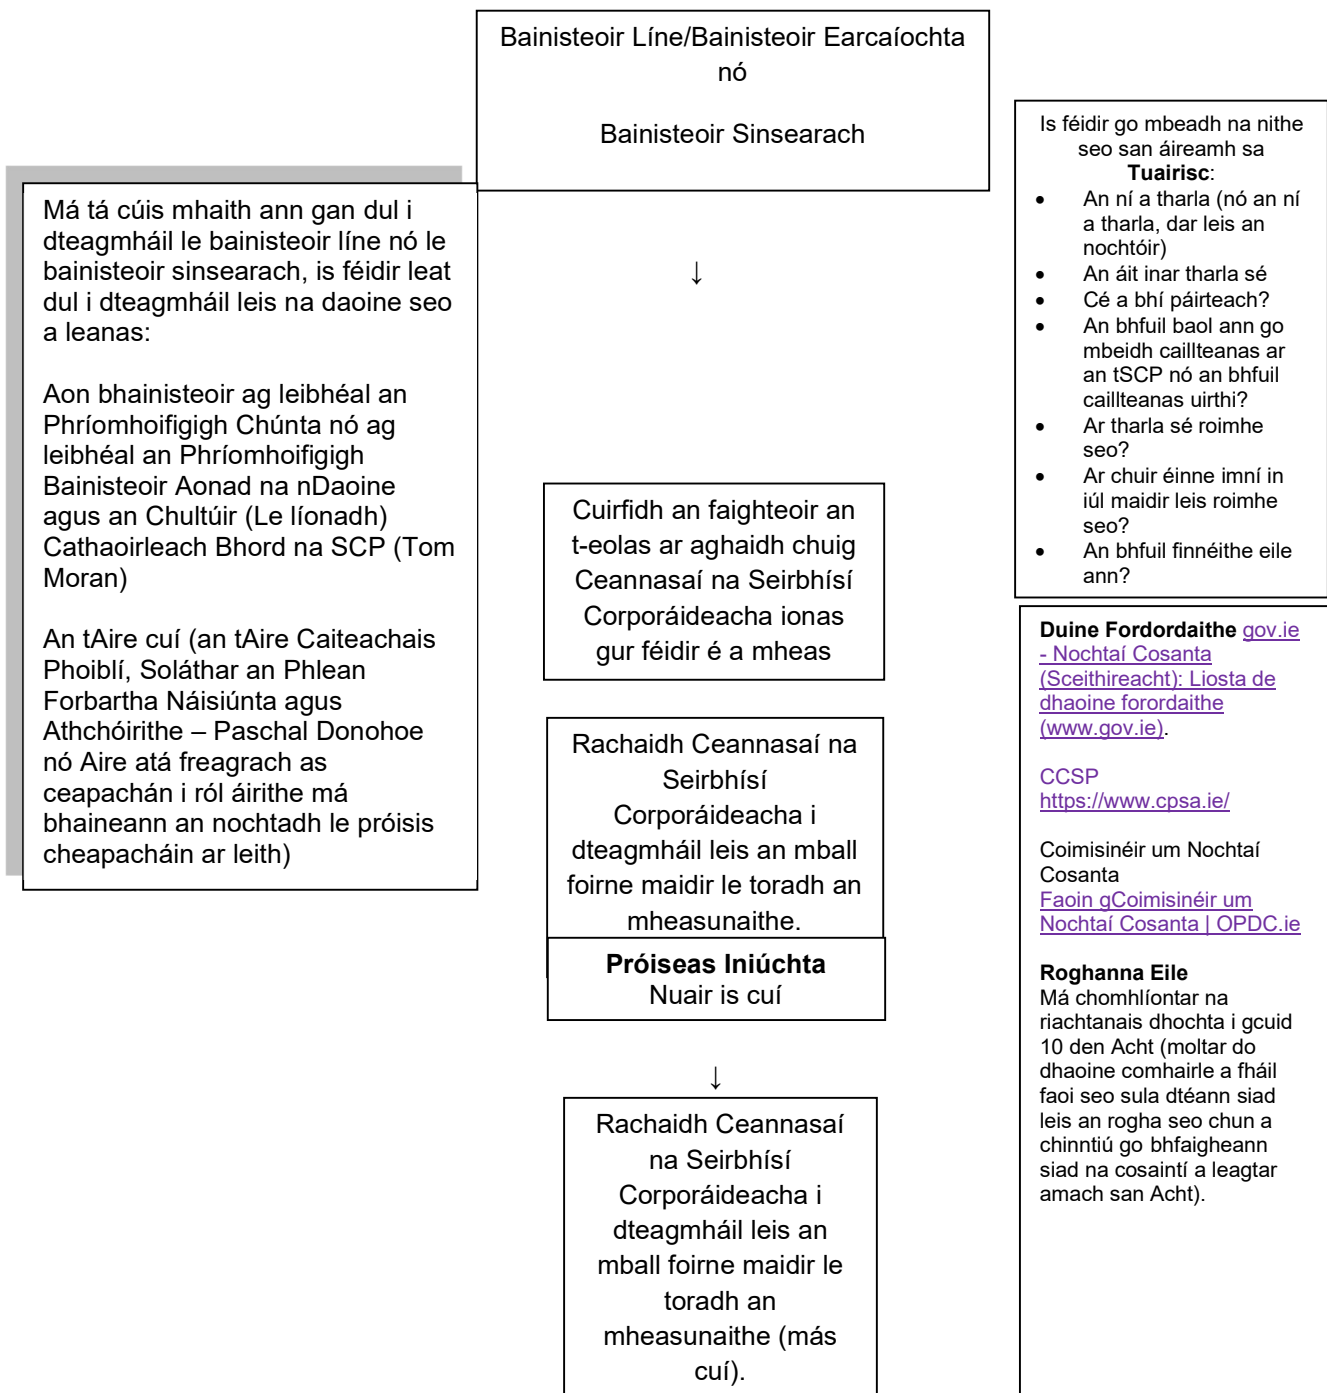 Bainisteoir Líne/Bainisteoir Earcaíochta
nó
Bainisteoir Sinsearach
Má tá cúis mhaith ann gan dul i
dteagmháil le bainisteoir líne nó le
bainisteoir sinsearach, is féidir leat
dul i dteagmháil leis na daoine seo
a leanas:
Aon bhainisteoir ag leibhéal an
Phríomhoifigigh Chúnta nó ag
leibhéal an Phríomhoifigigh
Bainisteoir Aonad na nDaoine
agus an Chultúir (Le líonadh)
Cathaoirleach Bhord na SCP (Tom
Moran)
An tAire cuí (an tAire Caiteachais
Phoiblí, Soláthar an Phlean
Forbartha Náisiúnta agus
Athchóirithe – Paschal Donohoe
nó Aire atá freagrach as
ceapachán i ról áirithe má
bhaineann an nochtadh le próisis
cheapacháin ar leith)
↓
Cuirfidh an faighteoir an
t-eolas ar aghaidh chuig
Ceannasaí na Seirbhísí
Corporáideacha ionas
gur féidir é a mheas
Rachaidh Ceannasaí na
Seirbhísí
Corporáideacha i
dteagmháil leis an mball
foirne maidir le toradh an
mheasunaithe.
Próiseas Iniúchta
Nuair is cuí
↓
Rachaidh Ceannasaí
na Seirbhísí
Corporáideacha i
dteagmháil leis an
mball foirne maidir le
toradh an
mheasunaithe (más
cuí).
Is féidir go mbeadh na nithe
seo san áireamh sa
Tuairisc:
• An ní a tharla (nó an ní
a tharla, dar leis an
nochtóir)
• An áit inar tharla sé
• Cé a bhí páirteach?
• An bhfuil baol ann go
mbeidh caillteanas ar
an tSCP nó an bhfuil
caillteanas uirthi?
• Ar tharla sé roimhe
seo?
• Ar chuir éinne imní in
iúl maidir leis roimhe
seo?
• An bhfuil finnéithe eile
ann?
Duine Fordordaithe gov.ie
- Nochtaí Cosanta
(Sceithireacht): Liosta de
dhaoine forordaithe
(www.gov.ie).
CCSP
https://www.cpsa.ie/
Coimisinéir um Nochtaí
Cosanta
Faoin gCoimisinéir um
Nochtaí Cosanta | OPDC.ie
Roghanna Eile
Má chomhlíontar na
riachtanais dhochta i gcuid
10 den Acht (moltar do
dhaoine comhairle a fháil
faoi seo sula dtéann siad
leis an rogha seo chun a
chinntiú go bhfaigheann
siad na cosaintí a leagtar
amach san Acht).